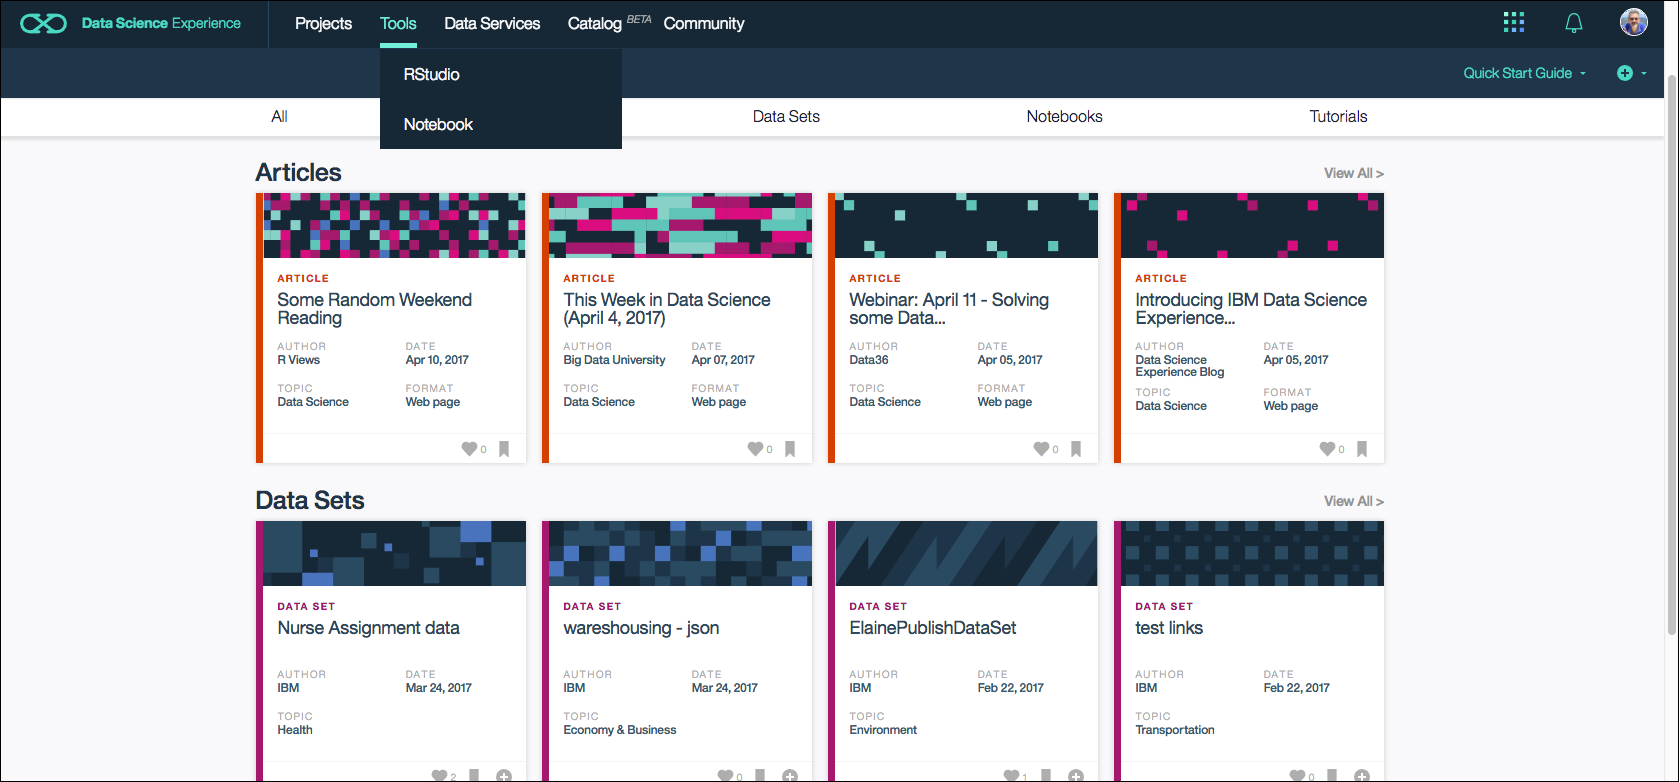 Data Science Experience
Projects
Tools
Data Services
Catalog BETA
Community
RStudio
Notebook
Quick Start Guide
All
Data Sets
Notebooks
Tutorials
Articles
View All >
ARTICLE
Some Random Weekend
Reading
AUTHOR
R Views
DATE
Apr 10, 2017
TOPIC
Data Science
FORMAT
Web page
0
ARTICLE
This Week in Data Science
(April 4, 2017)
AUTHOR
Big Data University
DATE
Apr 07, 2017
TOPIC
Data Science
FORMAT
Web page
0
ARTICLE
Webinar: April 11 - Solving
some Data...
AUTHOR
Data36
DATE
Apr 05, 2017
TOPIC
Data Science
FORMAT
Web page
0
ARTICLE
Introducing IBM Data Science
Experience...
AUTHOR
Data Science
Experience Blog
DATE
Apr 05, 2017
TOPIC
Data Science
FORMAT
Web page
0
Data Sets
View All >
DATA SET
Nurse Assignment data
AUTHOR
IBM
DATE
Mar 24, 2017
TOPIC
Health
2
DATA SET
wareshousing - json
AUTHOR
IBM
DATE
Mar 24, 2017
TOPIC
Economy & Business
0
DATA SET
ElainePublishDataSet
AUTHOR
IBM
DATE
Feb 22, 2017
TOPIC
Environment
1
DATA SET
test links
AUTHOR
IBM
DATE
Feb 22, 2017
TOPIC
Transportation
0